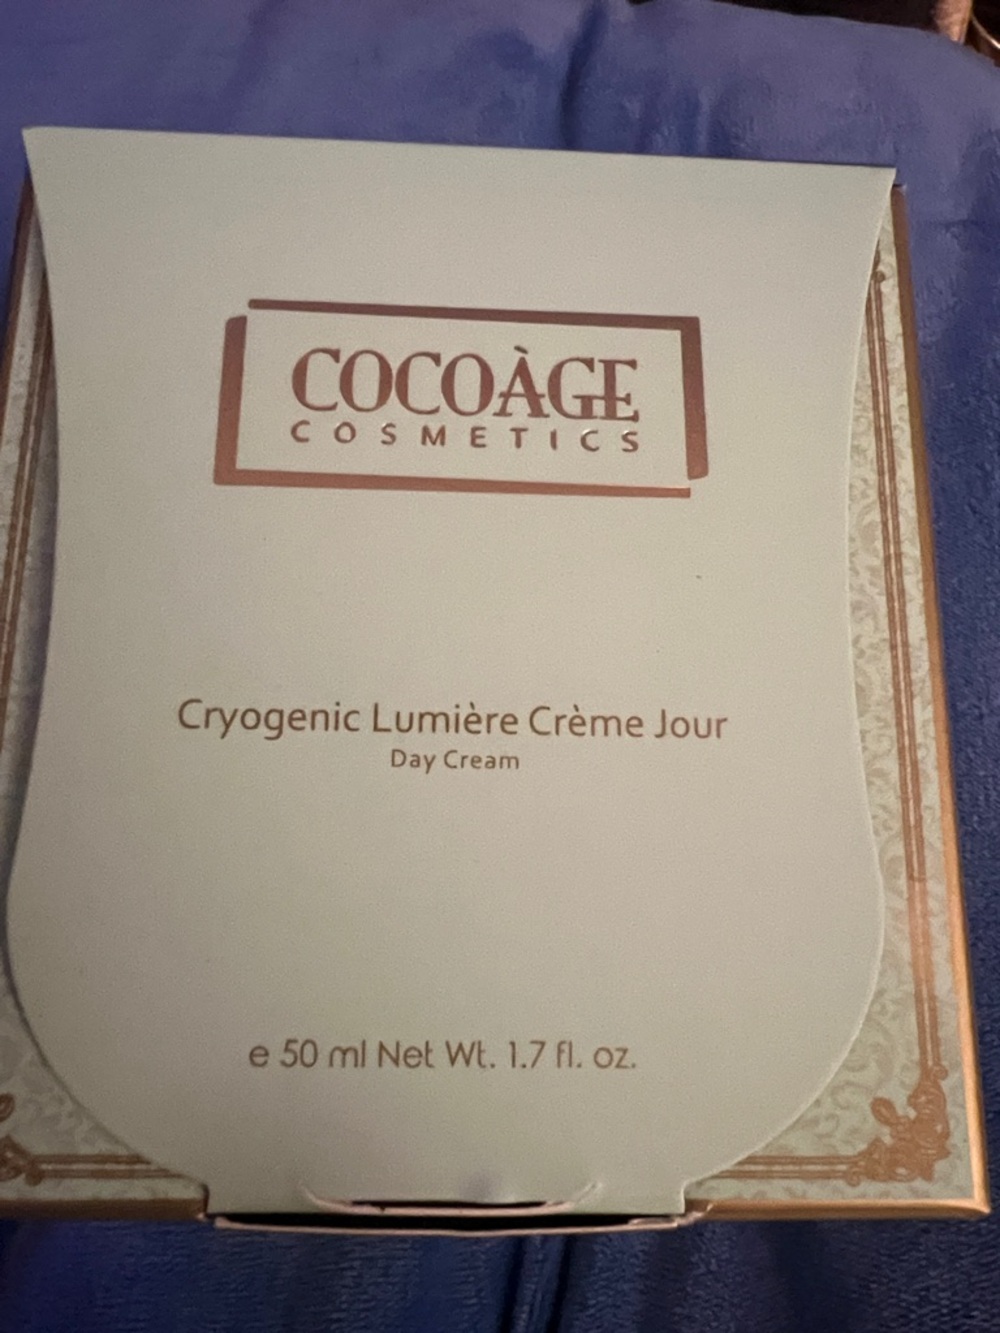 COCOÀGE
COSMETICS
Cryogenic Lumière Crème Jour
Day Cream
e 50 ml Net Wt. 1.7 fl. oz.